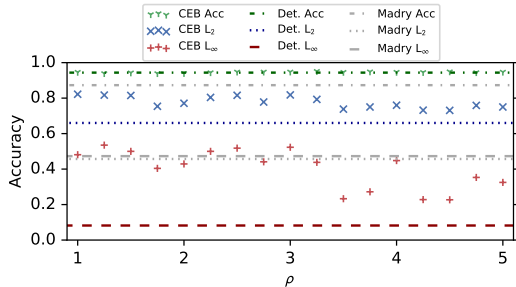 CEB Acc Det. Acc Madry Acc
CEB L₂ Det. L₂ Madry L₂
CEB L∞ Det. L∞ Madry L∞
1.0
0.8
0.6
0.4
0.2
0.0
Accuracy
1 2 3 4 5
ρ